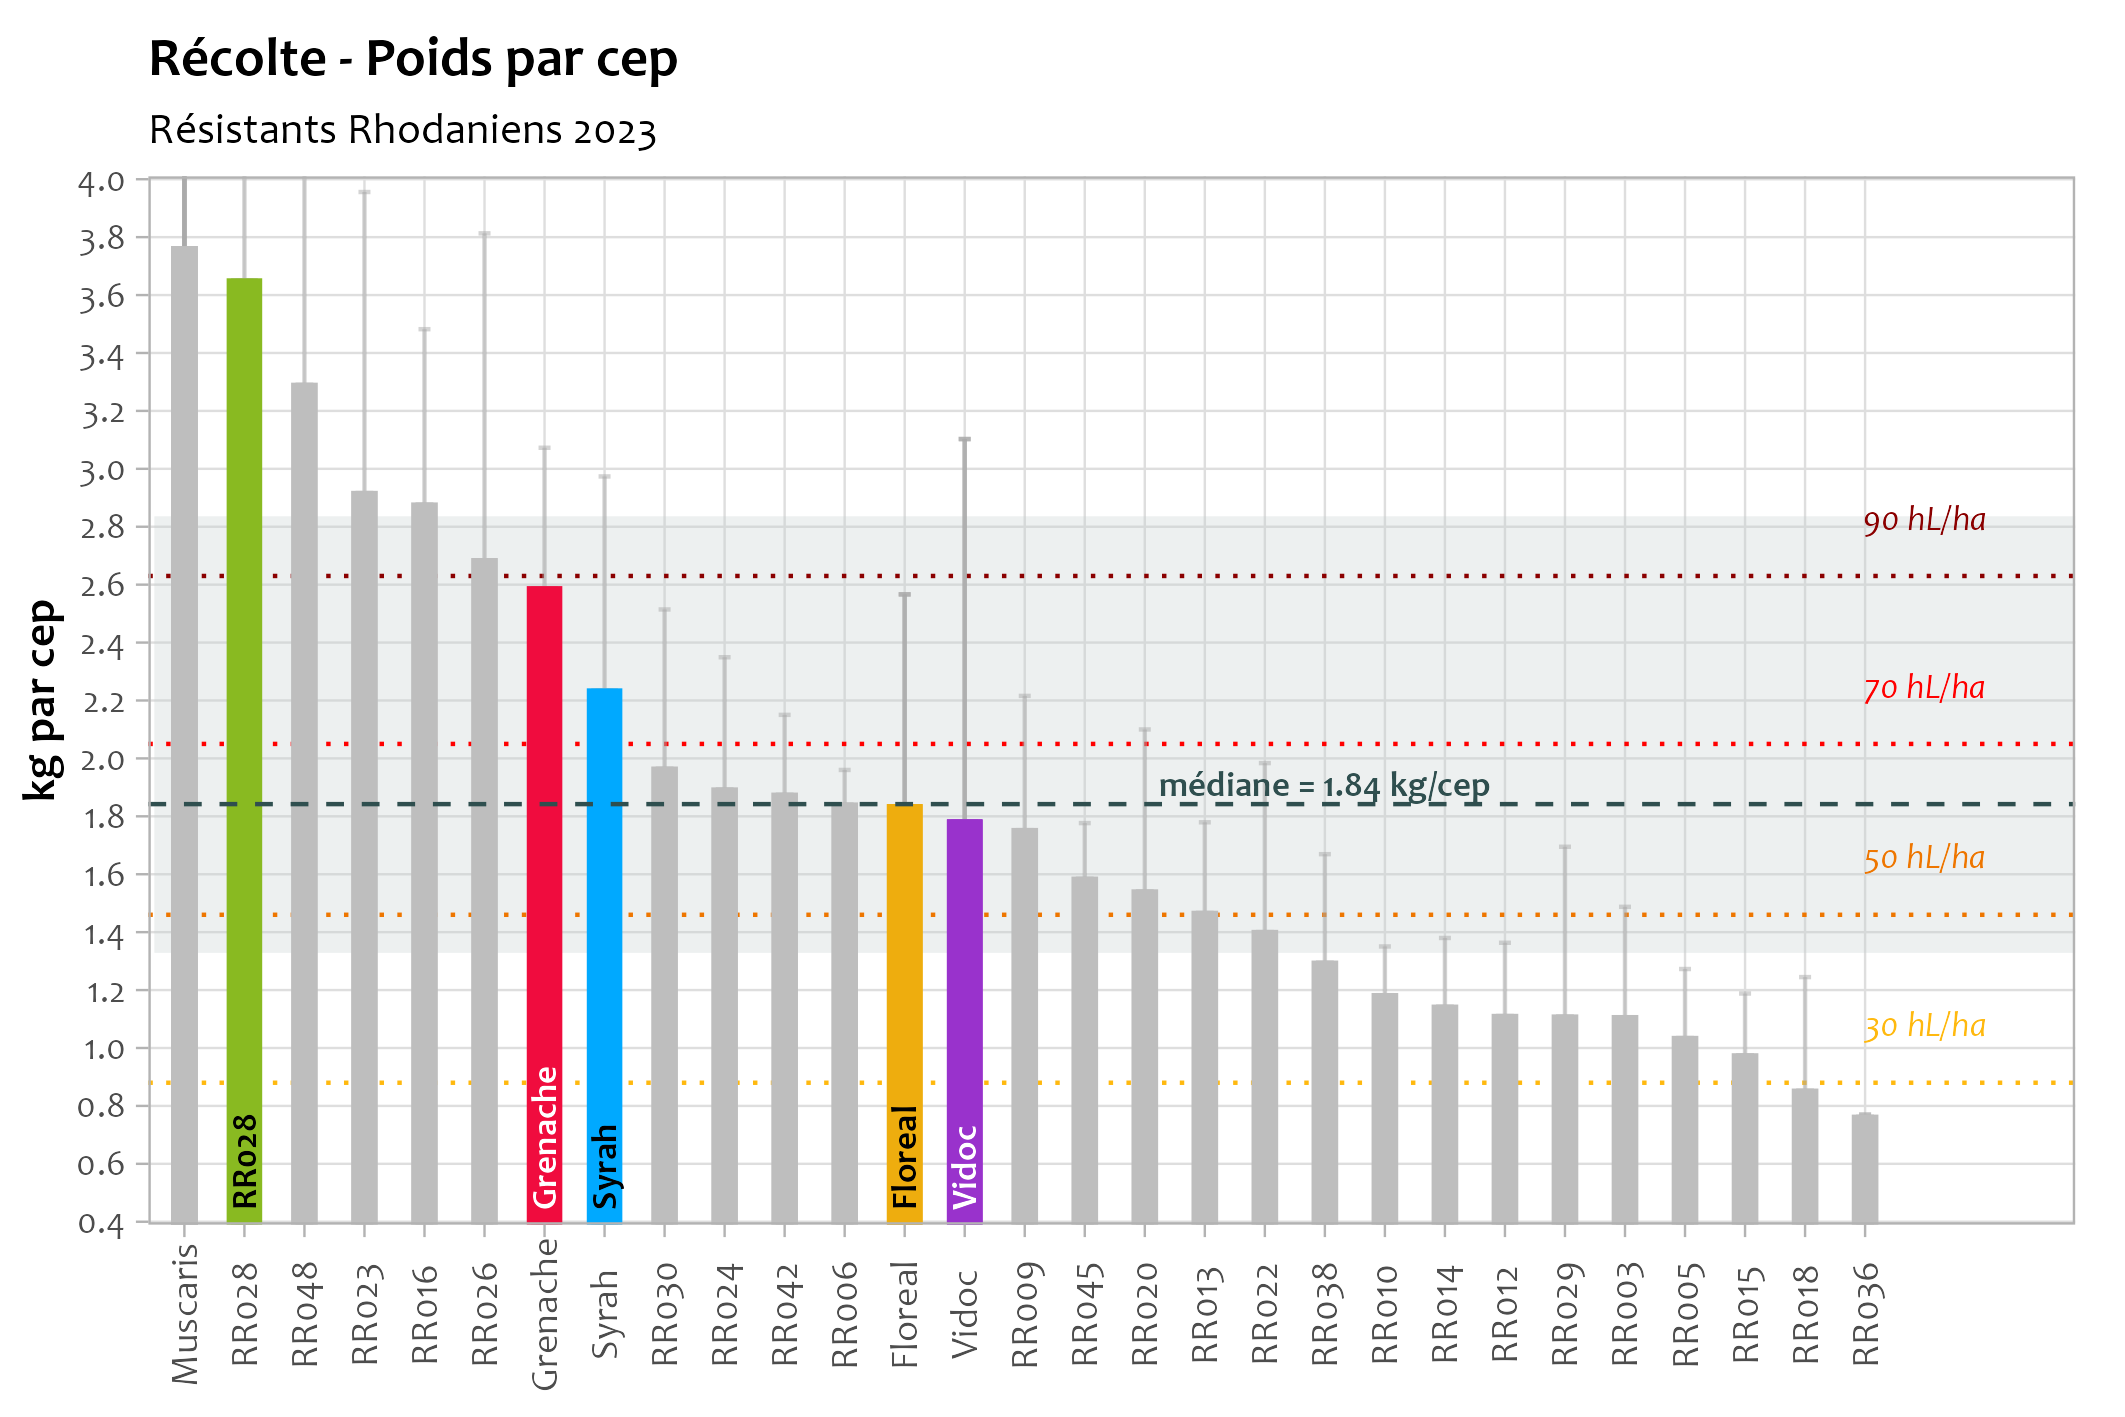 Récolte - Poids par cep
Résistants Rhodaniens 2023
kg par cep
4.0
3.8
3.6
3.4
3.2
3.0
2.8
2.6
2.4
2.2
2.0
1.8
1.6
1.4
1.2
1.0
0.8
0.6
0.4
90 hL/ha
70 hL/ha
médiane = 1.84 kg/cep
50 hL/ha
30 hL/ha
RR028
Grenache
Syrah
Floreal
Vidoc
Muscaris
RR028
RR048
RR023
RR016
RR026
Grenache
Syrah
RR030
RR024
RR042
RR006
Floreal
Vidoc
RR009
RR045
RR020
RR013
RR022
RR038
RR010
RR014
RR012
RR029
RR003
RR005
RR015
RR018
RR036